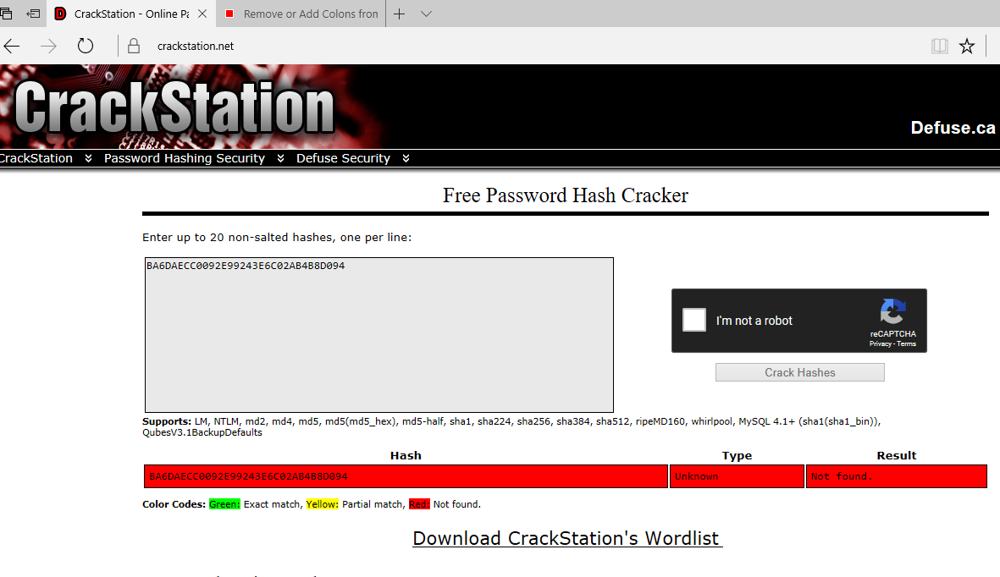 CrackStation - Online Pa
Remove or Add Colons fron
crackstation.net
CrackStation
Defuse.ca
CrackStation Password Hashing Security Defuse Security
Free Password Hash Cracker
Enter up to 20 non-salted hashes, one per line:
BA6DAECC0092E99243E6C02AB4B8D094
I'm not a robot
reCAPTCHA
Privacy - Terms
Crack Hashes
Supports: LM, NTLM, md2, md4, md5, md5(md5_hex), md5-half, sha1, sha224, sha256, sha384, sha512, ripeMD160, whirlpool, MySQL 4.1+ (sha1(sha1_bin)),
QubesV3.1BackupDefaults
Hash Type Result
BA6DAECC0092E99243E6C02AB4B8D094 Unknown Not found.
Color Codes: Green: Exact match, Yellow: Partial match, Red: Not found.
Download CrackStation's Wordlist